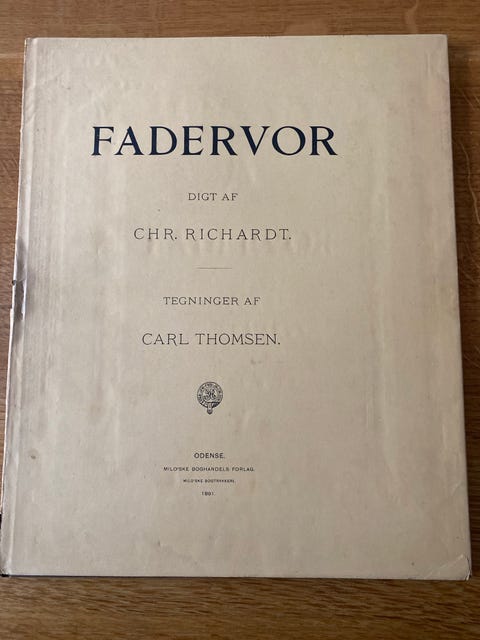 FADERVOR
DIGT AF
CHR. RICHARDT.
TEGNINGER AF
CARL THOMSEN.
ODENSE.
MILO'SKE BOGHANDELS FORLAG.
MILO'SKE BOGTRYKKERI.
1891